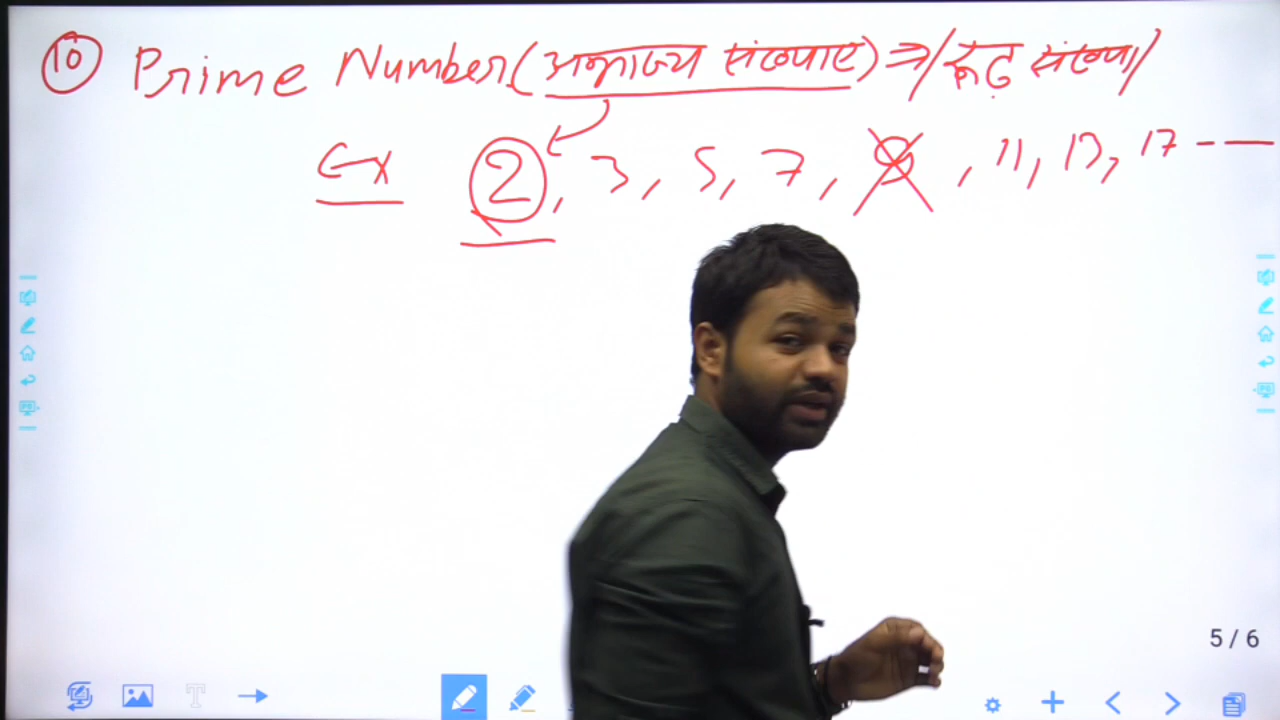 10 Prime Number (अभाज्य संख्याए) ⇒ /रूढ़ संख्या/
Ex 2, 3, 5, 7, 9, 11, 13, 17 - —
5 / 6